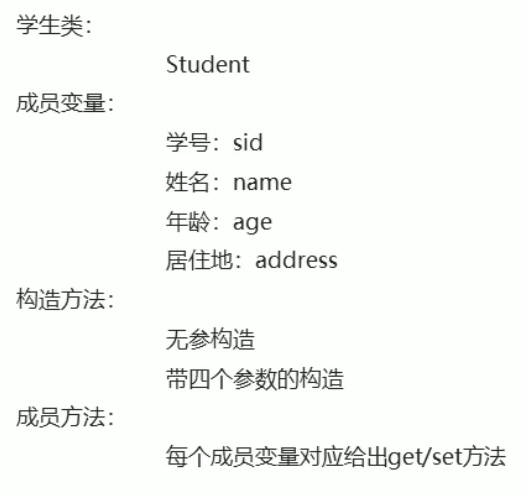 学生类：
Student
成员变量：
学号：sid
姓名：name
年龄：age
居住地：address
构造方法：
无参构造
带四个参数的构造
成员方法：
每个成员变量对应给出get/set方法